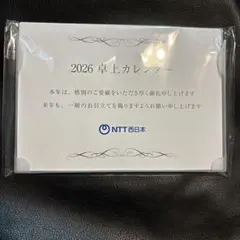 2026 卓上カレンダー
本年は、格別のご愛顧をいただき厚く御礼申し上げます
来年も、一層のお引立てを賜りますようお願い申し上げます
NTT西日本